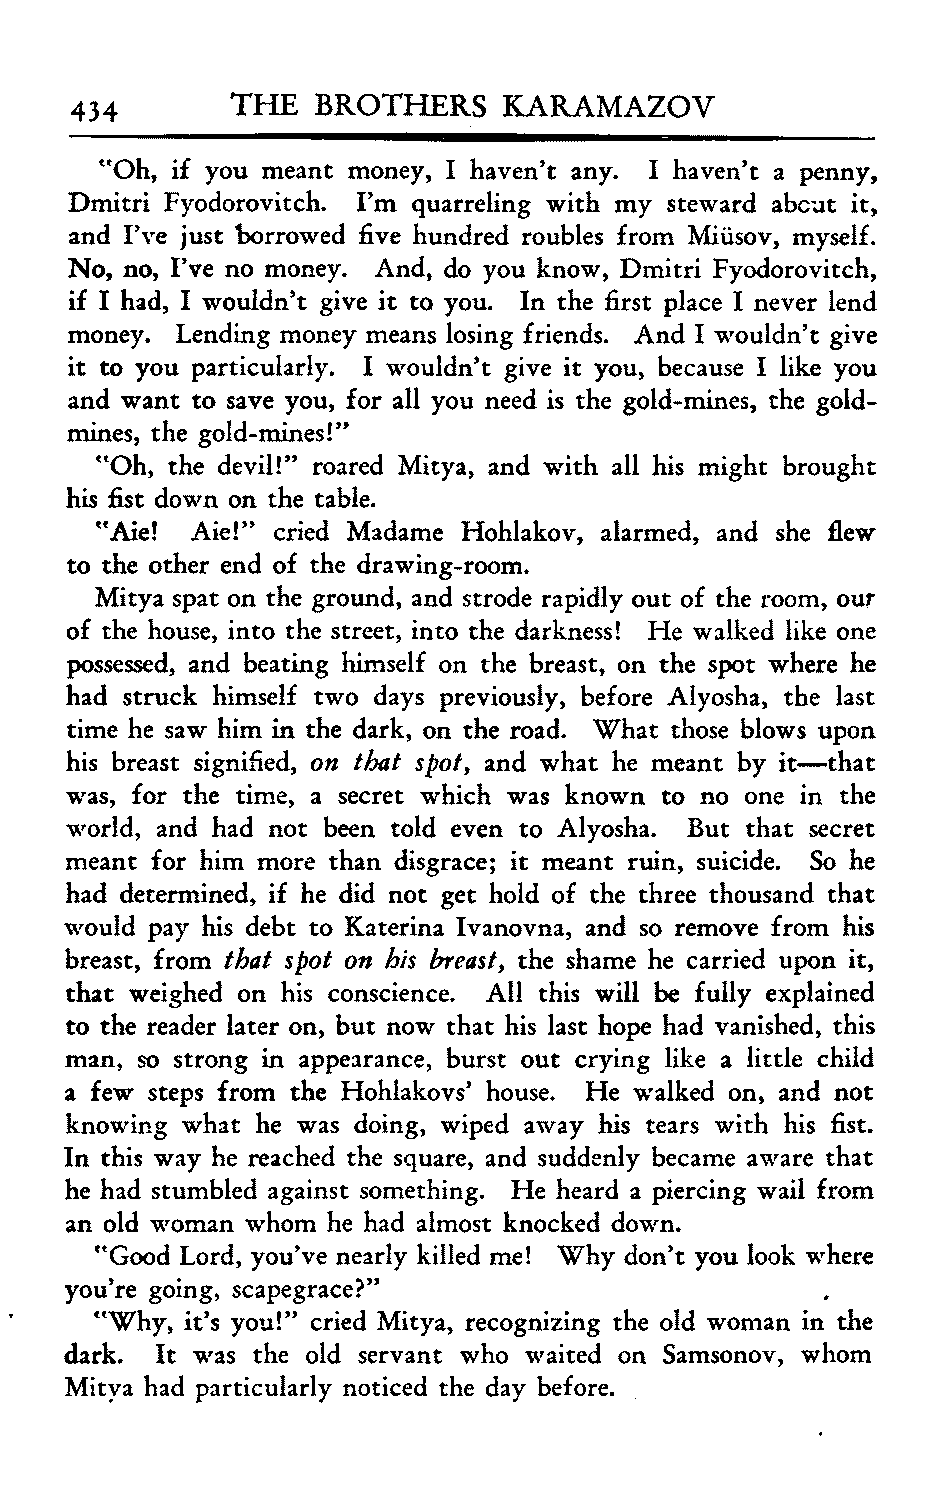 434 THE BROTHERS KARAMAZOV
"Oh, if you meant money, I haven't any. I haven't a penny,
Dmitri Fyodorovitch. I'm quarreling with my steward about it,
and I've just borrowed five hundred roubles from Miüsov, myself.
No, no, I've no money. And, do you know, Dmitri Fyodorovitch,
if I had, I wouldn't give it to you. In the first place I never lend
money. Lending money means losing friends. And I wouldn't give
it to you particularly. I wouldn't give it you, because I like you
and want to save you, for all you need is the gold-mines, the gold-
mines, the gold-mines!"
"Oh, the devil!" roared Mitya, and with all his might brought
his fist down on the table.
"Aie! Aie!" cried Madame Hohlakov, alarmed, and she flew
to the other end of the drawing-room.
Mitya spat on the ground, and strode rapidly out of the room, our
of the house, into the street, into the darkness! He walked like one
possessed, and beating himself on the breast, on the spot where he
had struck himself two days previously, before Alyosha, the last
time he saw him in the dark, on the road. What those blows upon
his breast signified, on that spot, and what he meant by it—that
was, for the time, a secret which was known to no one in the
world, and had not been told even to Alyosha. But that secret
meant for him more than disgrace; it meant ruin, suicide. So he
had determined, if he did not get hold of the three thousand that
would pay his debt to Katerina Ivanovna, and so remove from his
breast, from that spot on his breast, the shame he carried upon it,
that weighed on his conscience. All this will be fully explained
to the reader later on, but now that his last hope had vanished, this
man, so strong in appearance, burst out crying like a little child
a few steps from the Hohlakovs' house. He walked on, and not
knowing what he was doing, wiped away his tears with his fist.
In this way he reached the square, and suddenly became aware that
he had stumbled against something. He heard a piercing wail from
an old woman whom he had almost knocked down.
"Good Lord, you've nearly killed me! Why don't you look where
you're going, scapegrace?"
"Why, it's you!" cried Mitya, recognizing the old woman in the
dark. It was the old servant who waited on Samsonov, whom
Mitya had particularly noticed the day before.